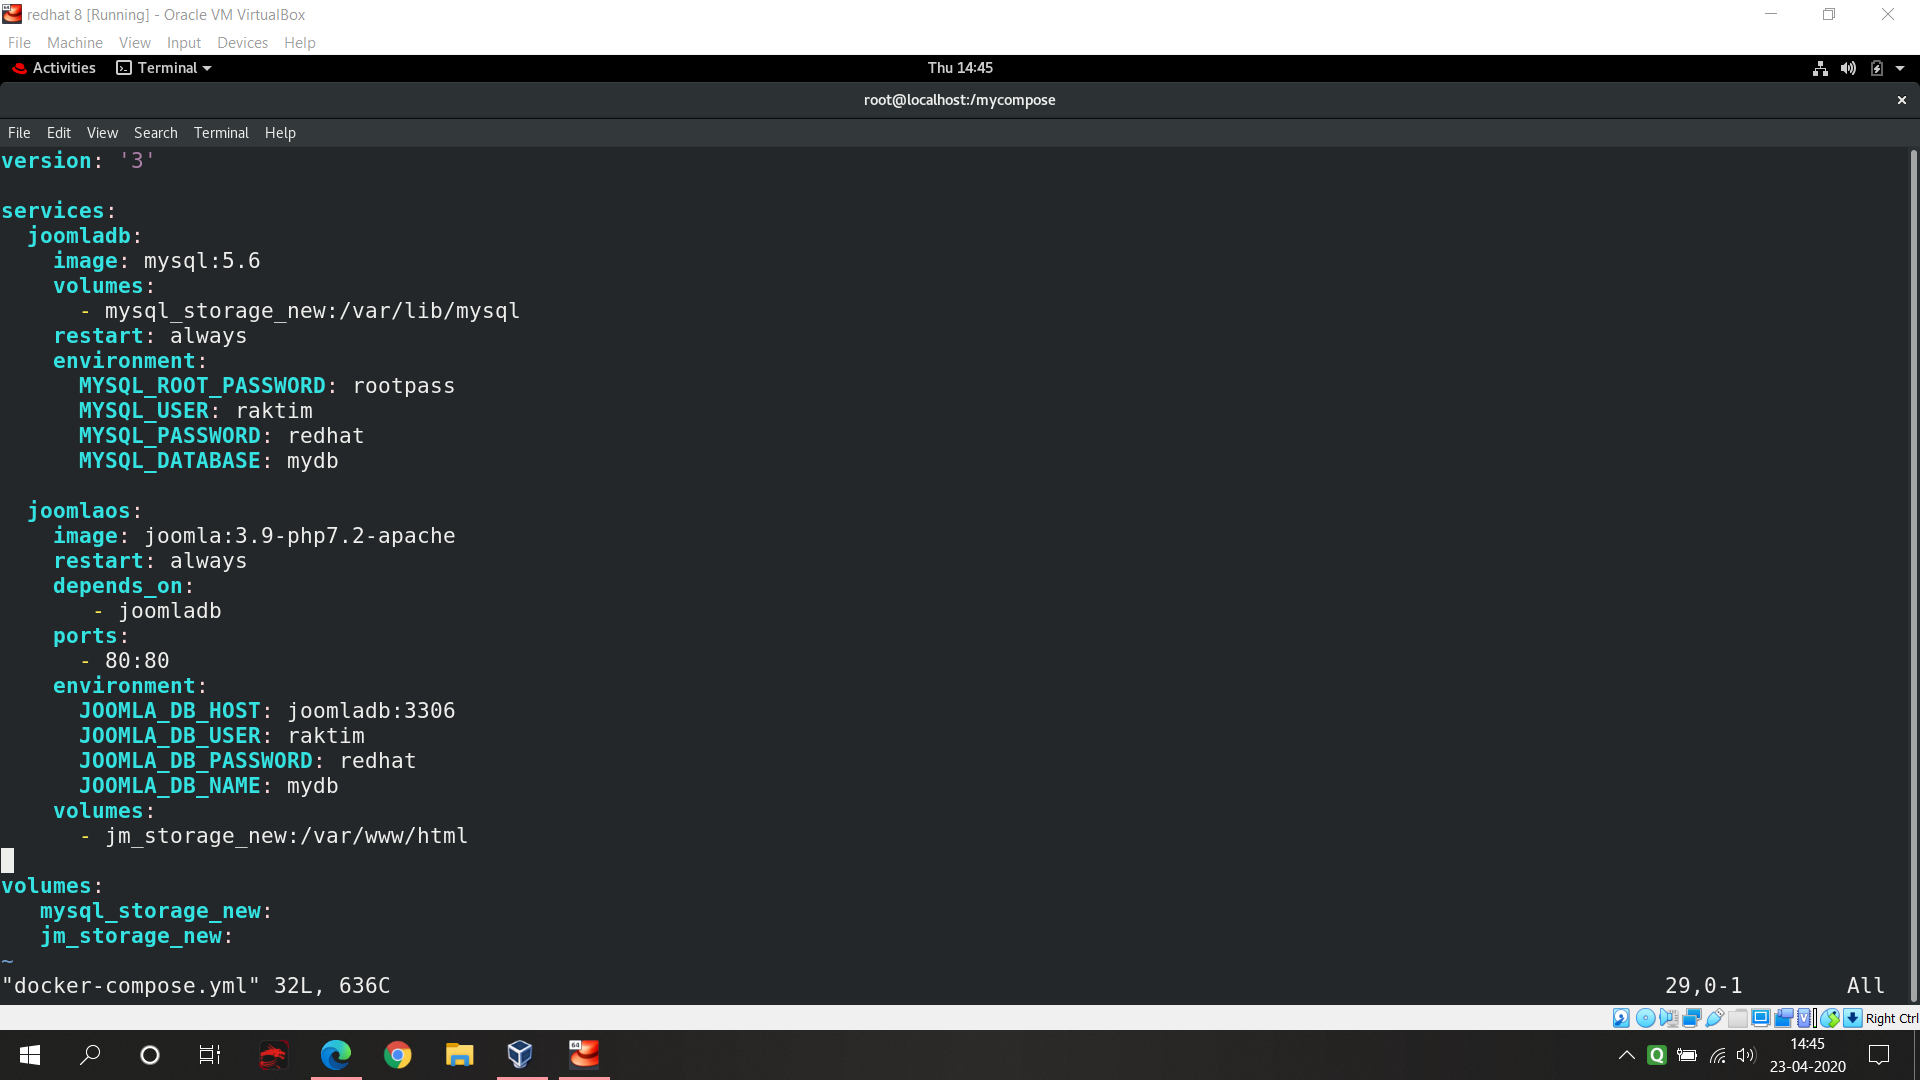 redhat 8 [Running] - Oracle VM VirtualBox
File Machine View Input Devices Help
Activities Terminal Thu 14:45
root@localhost:/mycompose
File Edit View Search Terminal Help
version: '3'
services:
  joomladb:
    image: mysql:5.6
    volumes:
      - mysql_storage_new:/var/lib/mysql
    restart: always
    environment:
      MYSQL_ROOT_PASSWORD: rootpass
      MYSQL_USER: raktim
      MYSQL_PASSWORD: redhat
      MYSQL_DATABASE: mydb
  joomlaos:
    image: joomla:3.9-php7.2-apache
    restart: always
    depends_on:
       - joomladb
    ports:
      - 80:80
    environment:
      JOOMLA_DB_HOST: joomladb:3306
      JOOMLA_DB_USER: raktim
      JOOMLA_DB_PASSWORD: redhat
      JOOMLA_DB_NAME: mydb
    volumes:
      - jm_storage_new:/var/www/html
volumes:
   mysql_storage_new:
   jm_storage_new:
~
"docker-compose.yml" 32L, 636C 29,0-1 All
Right Ctrl
14:45
23-04-2020